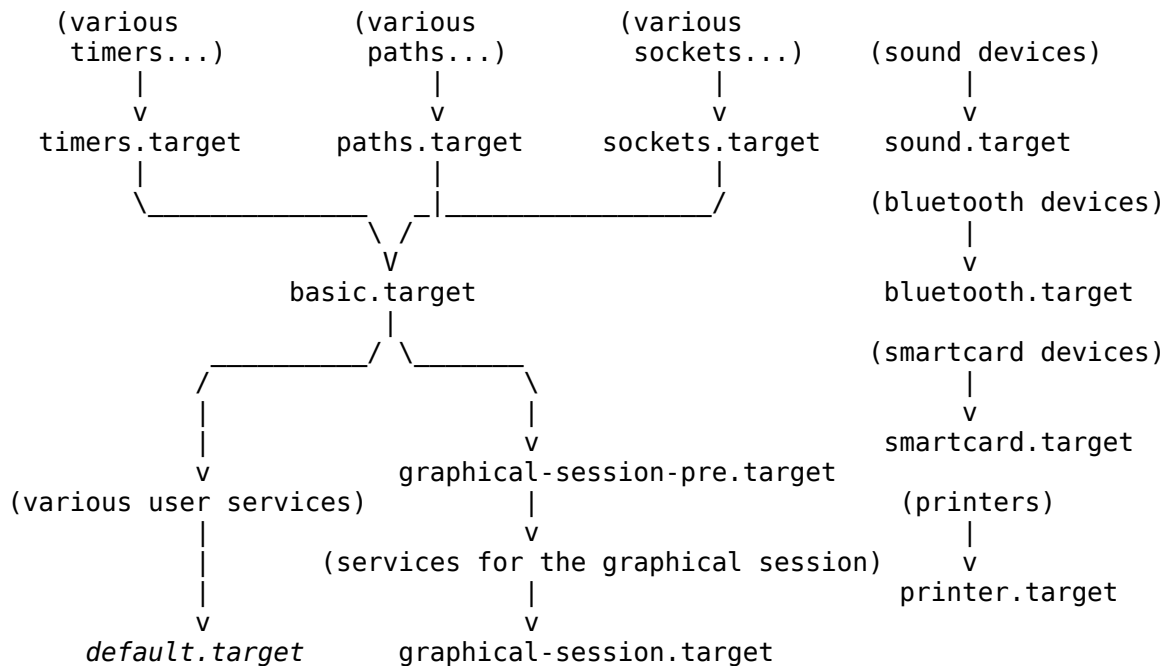 (various (various (various
timers...) paths...) sockets...) (sound devices)
timers.target paths.target sockets.target sound.target
(bluetooth devices)
basic.target bluetooth.target
(smartcard devices)
smartcard.target
graphical-session-pre.target
(various user services) (printers)
(services for the graphical session)
printer.target
default.target graphical-session.target